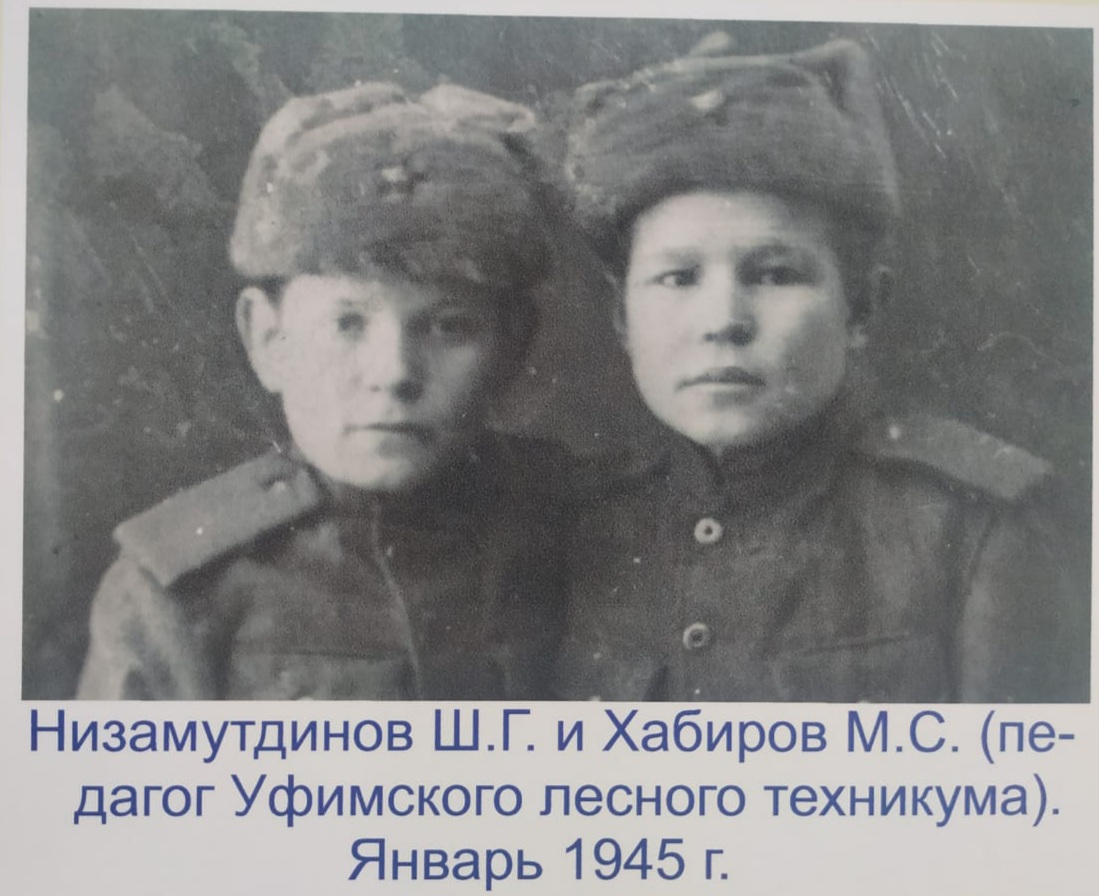 Низамутдинов Ш.Г. и Хабиров М.С. (пе-
дагог Уфимского лесного техникума).
Январь 1945 г.